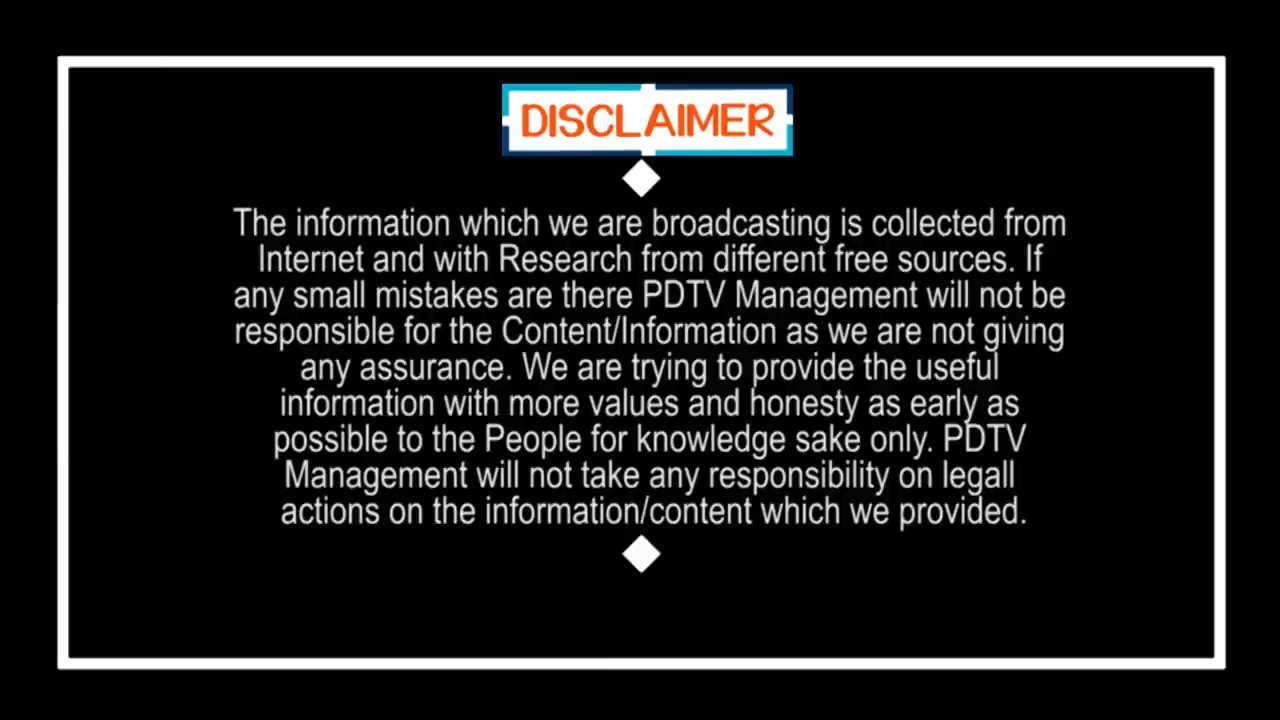 DISCLAIMER
The information which we are broadcasting is collected from
Internet and with Research from different free sources. If
any small mistakes are there PDTV Management will not be
responsible for the Content/Information as we are not giving
any assurance. We are trying to provide the useful
information with more values and honesty as early as
possible to the People for knowledge sake only. PDTV
Management will not take any responsibility on legall
actions on the information/content which we provided.